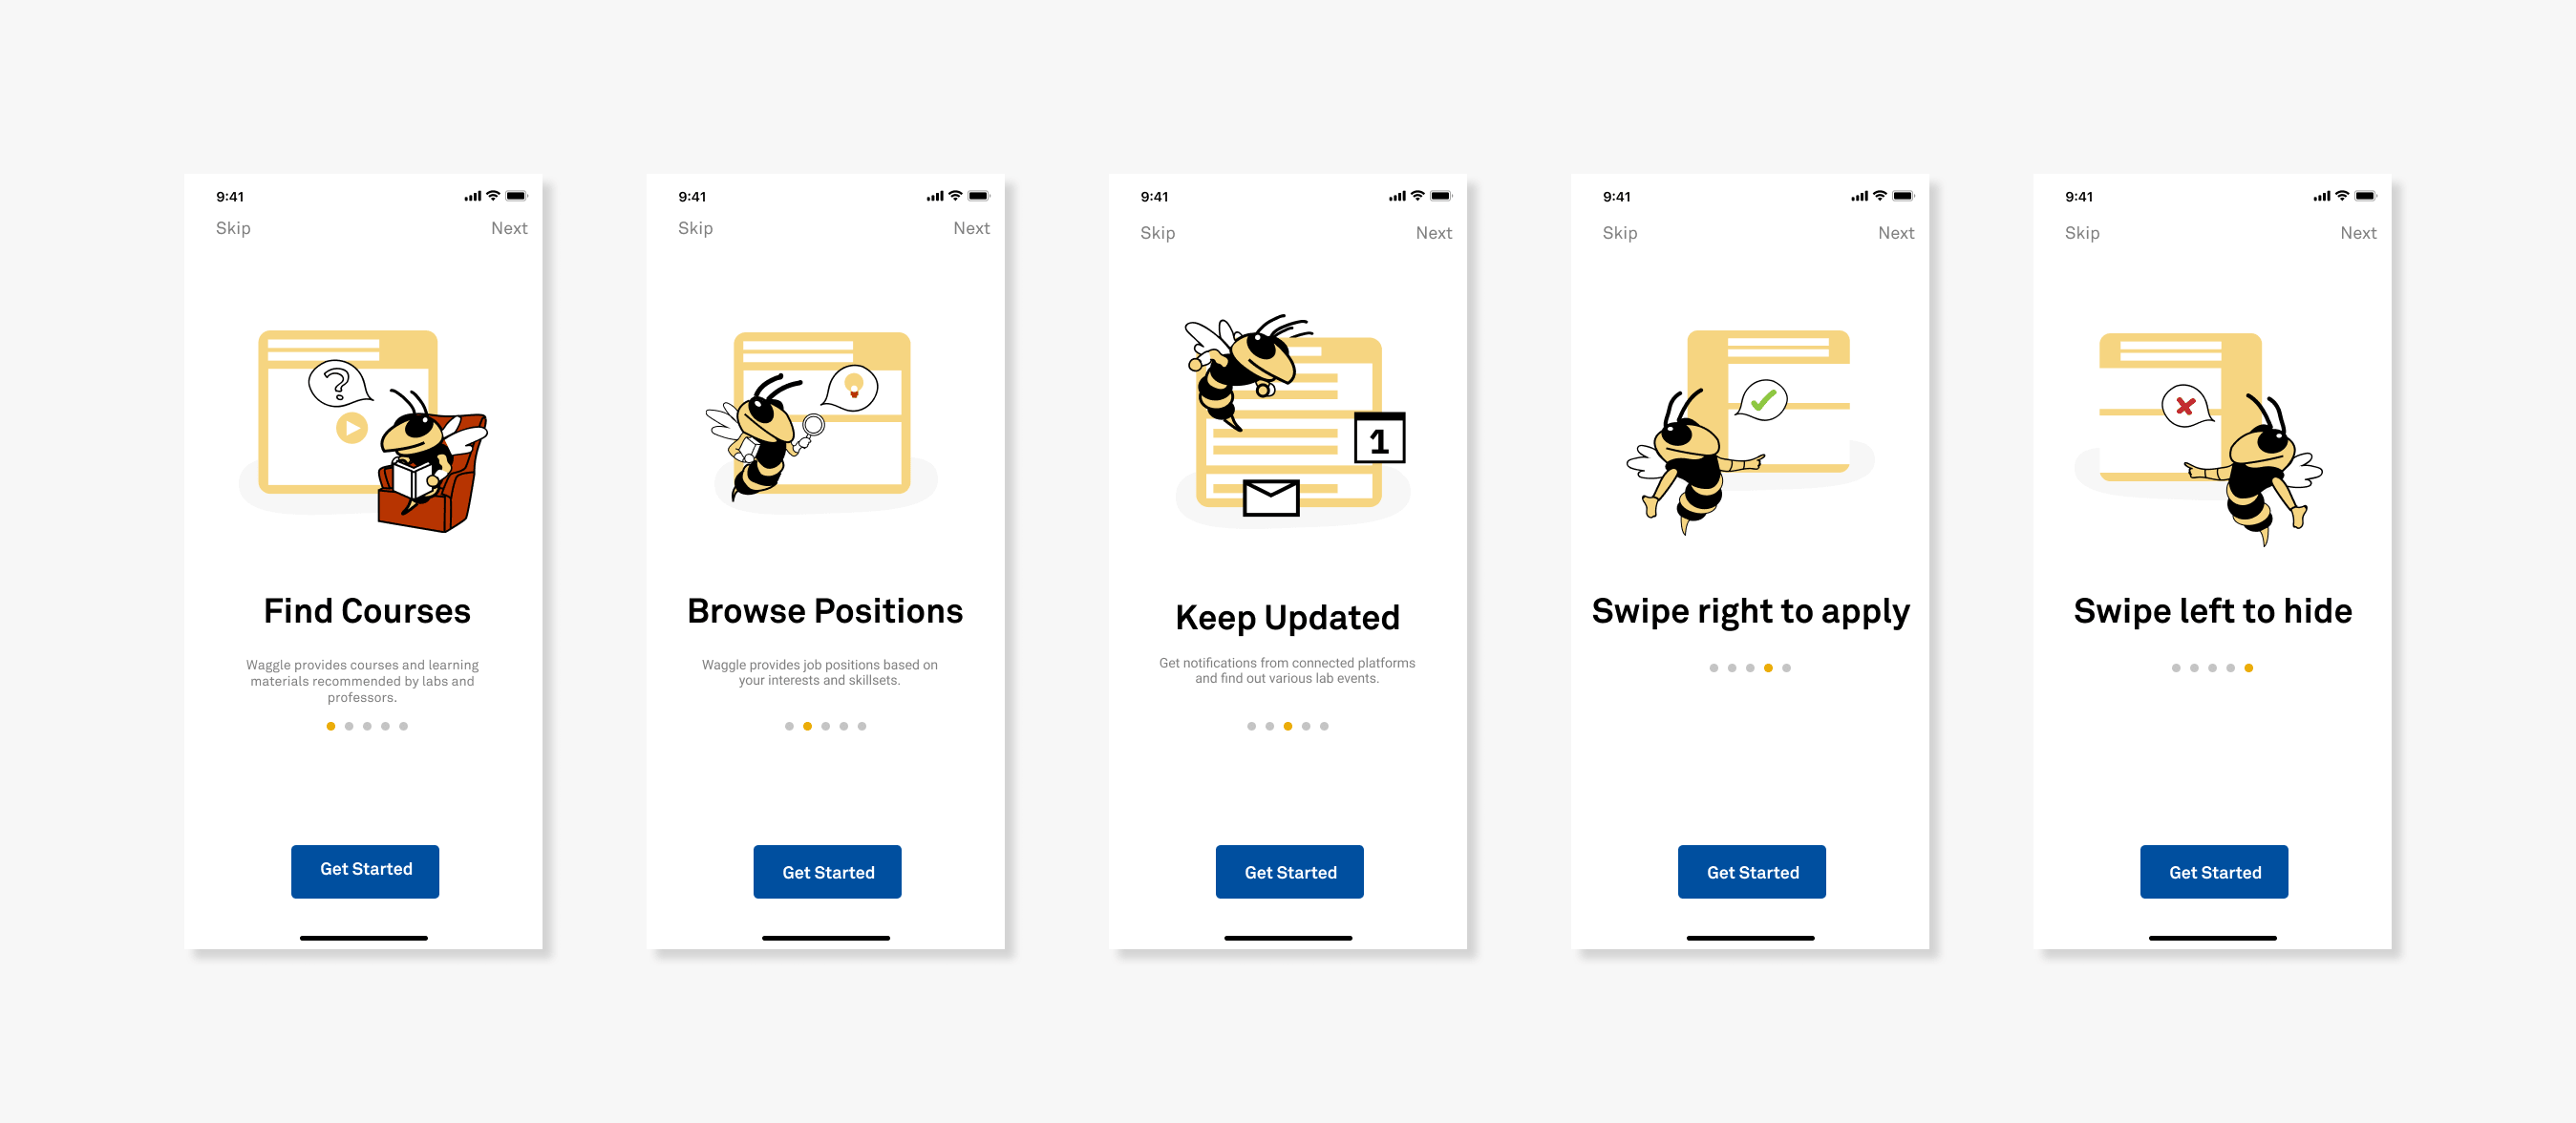 9:41
Skip
Next
?
Find Courses
Waggle provides courses and learning
materials recommended by labs and
professors.
Get Started
9:41
Skip
Next
Browse Positions
Waggle provides job positions based on
your interests and skillsets.
Get Started
9:41
Skip
Next
1
Keep Updated
Get notifications from connected platforms
and find out various lab events.
Get Started
9:41
Skip
Next
Swipe right to apply
Get Started
9:41
Skip
Next
Swipe left to hide
Get Started